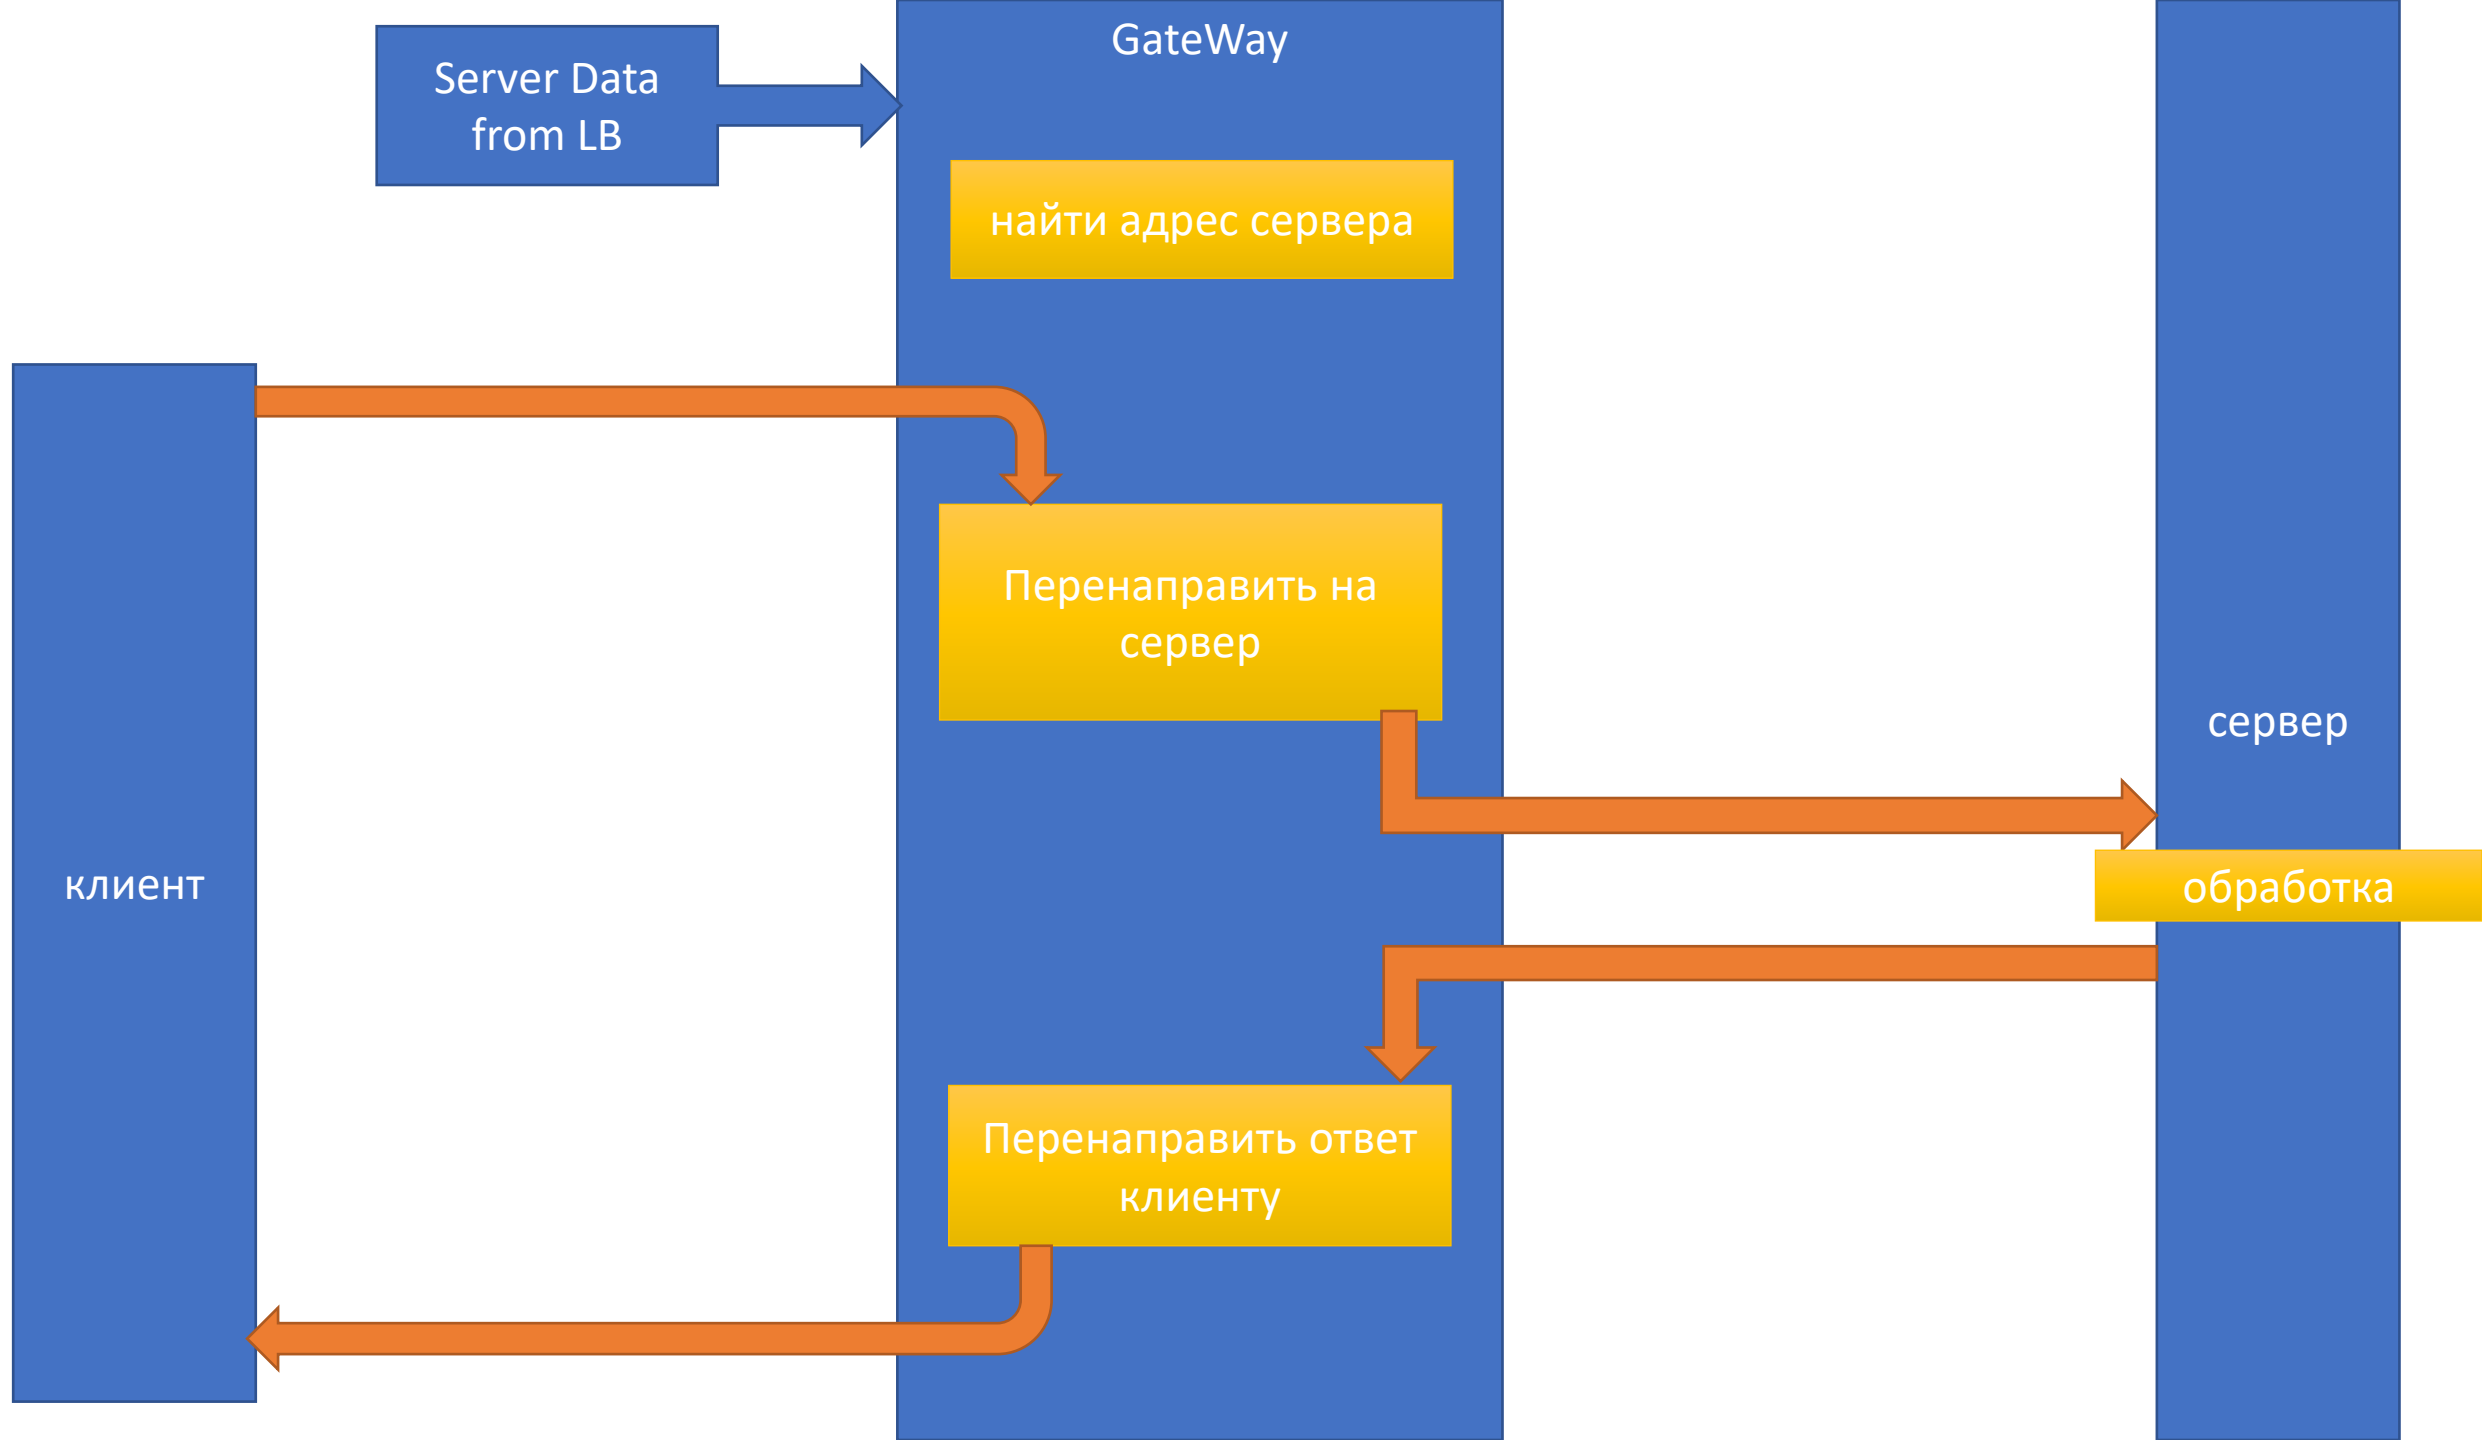 GateWay
Server Data
from LB
найти адрес сервера
Перенаправить на
сервер
сервер
клиент
обработка
Перенаправить ответ
клиенту